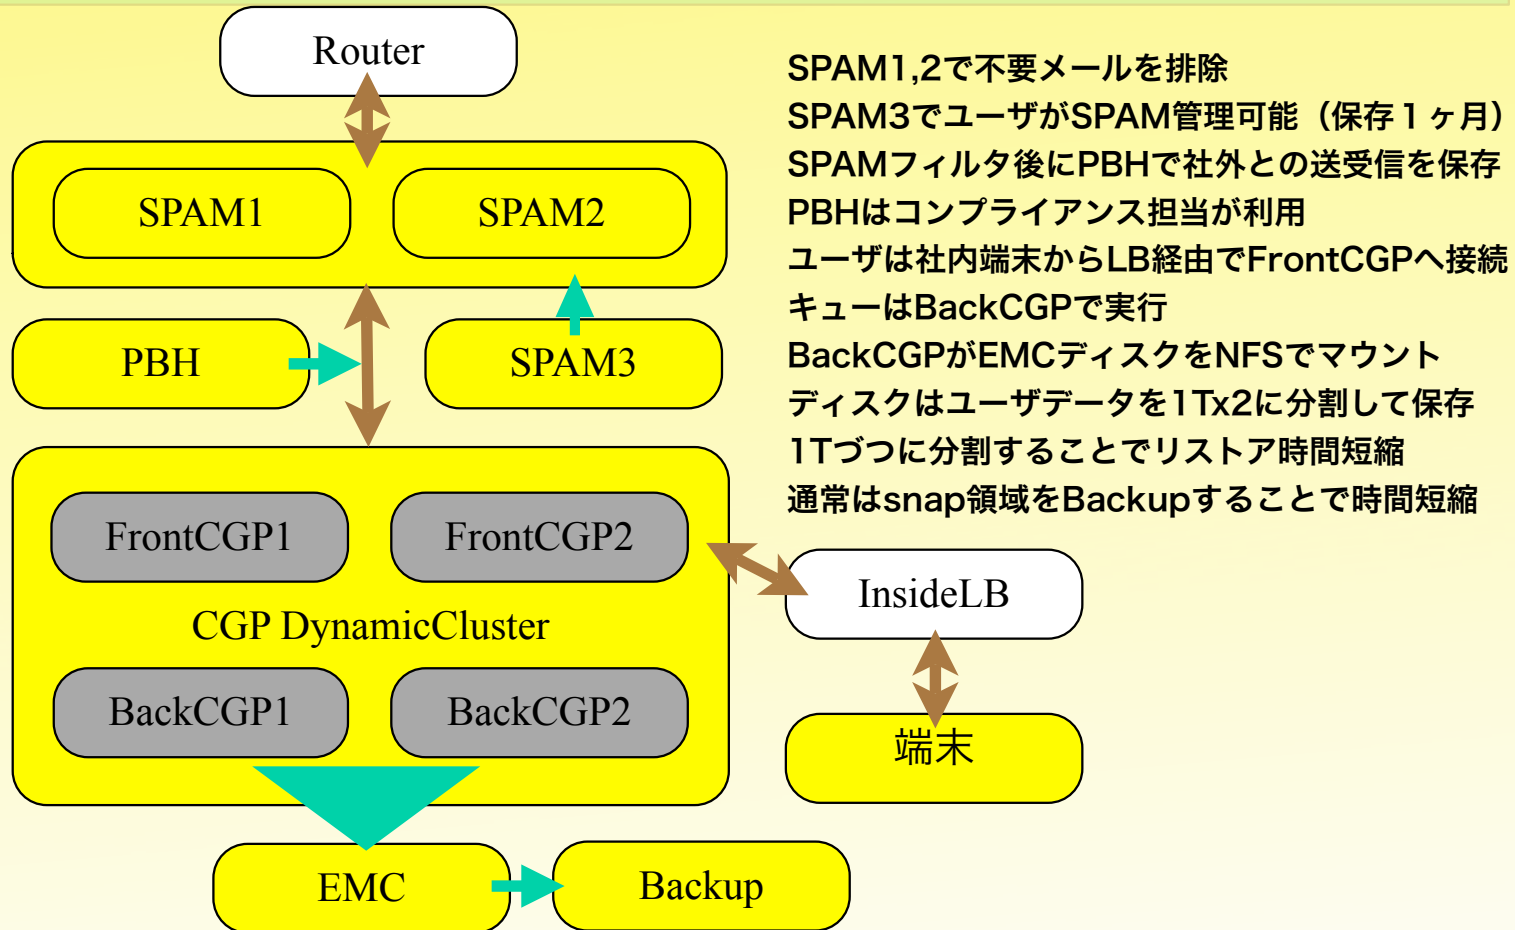 Router
SPAM1
SPAM2
PBH
SPAM3
FrontCGP1
FrontCGP2
CGP DynamicCluster
BackCGP1
BackCGP2
EMC
Backup
SPAM1,2で不要メールを排除
SPAM3でユーザがSPAM管理可能（保存１ヶ月）
SPAMフィルタ後にPBHで社外との送受信を保存
PBHはコンプライアンス担当が利用
ユーザは社内端末からLB経由でFrontCGPへ接続
キューはBackCGPで実行
BackCGPがEMCディスクをNFSでマウント
ディスクはユーザデータを1Tx2に分割して保存
1Tづつに分割することでリストア時間短縮
通常はsnap領域をBackupすることで時間短縮
InsideLB
端末